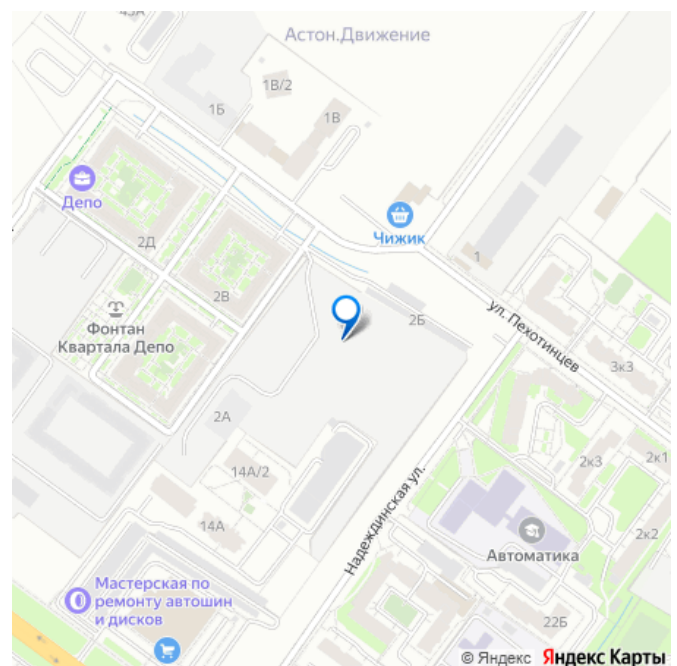 Астон.Движение
1В/2
1Б
1В
Депо
Чижик
2Д
1
2В
ул. Пехотинцев
2Б
Фонтан
Квартала Депо
3к3
2А
2к1
2к3
14А/2
Надеждинская ул.
14А
2к2
Автоматика
Мастерская по
ремонту автошин
и дисков
22Б
© Яндекс Яндекс Карты